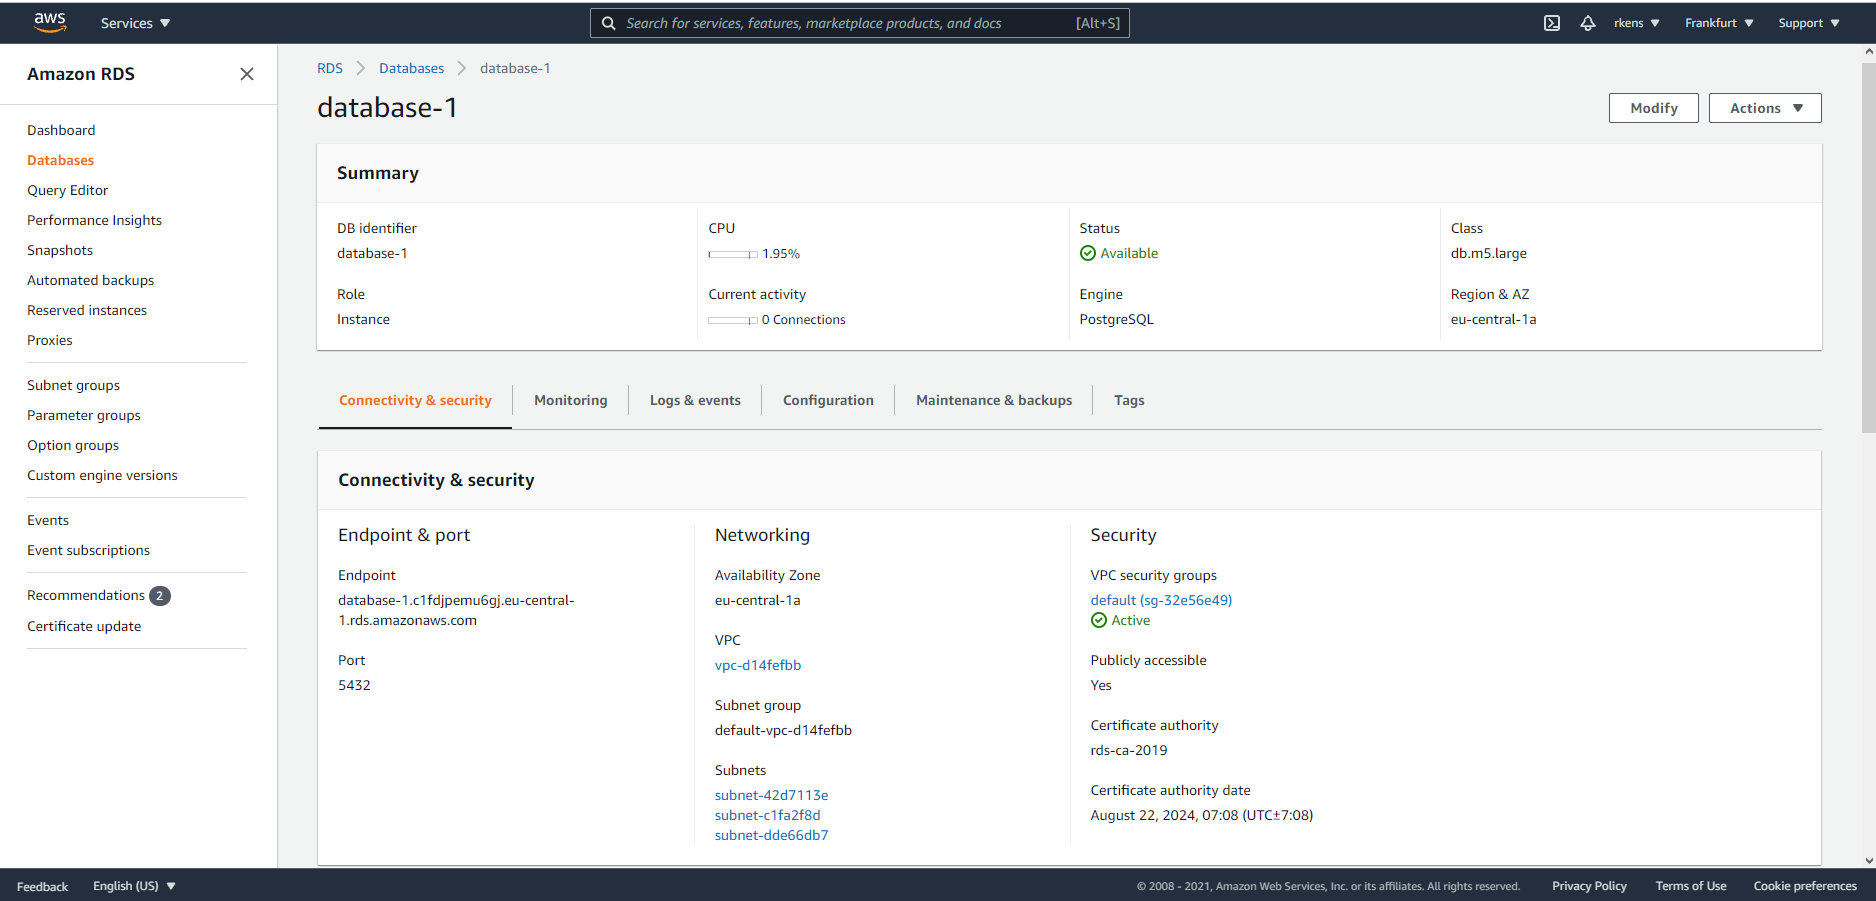 aws
Services
Search for services, features, marketplace products, and docs
[Alt+S]
rkens
Frankfurt
Support
Amazon RDS
Dashboard
Databases
Query Editor
Performance Insights
Snapshots
Automated backups
Reserved instances
Proxies
Subnet groups
Parameter groups
Option groups
Custom engine versions
Events
Event subscriptions
Recommendations 2
Certificate update
RDS
Databases
database-1
database-1
Modify
Actions
Summary
DB identifier
database-1
CPU
1.95%
Status
Available
Class
db.m5.large
Role
Instance
Current activity
0 Connections
Engine
PostgreSQL
Region & AZ
eu-central-1a
Connectivity & security
Monitoring
Logs & events
Configuration
Maintenance & backups
Tags
Connectivity & security
Endpoint & port
Endpoint
database-1.c1fdjpemu6gj.eu-central-
1.rds.amazonaws.com
Port
5432
Networking
Availability Zone
eu-central-1a
VPC
vpc-d14fefbb
Subnet group
default-vpc-d14fefbb
Subnets
subnet-42d7113e
subnet-c1fa2f8d
subnet-dde66db7
Security
VPC security groups
default (sg-32e56e49)
Active
Publicly accessible
Yes
Certificate authority
rds-ca-2019
Certificate authority date
August 22, 2024, 07:08 (UTC±7:08)
Feedback
English (US)
© 2008 - 2021, Amazon Web Services, Inc. or its affiliates. All rights reserved.
Privacy Policy
Terms of Use
Cookie preferences